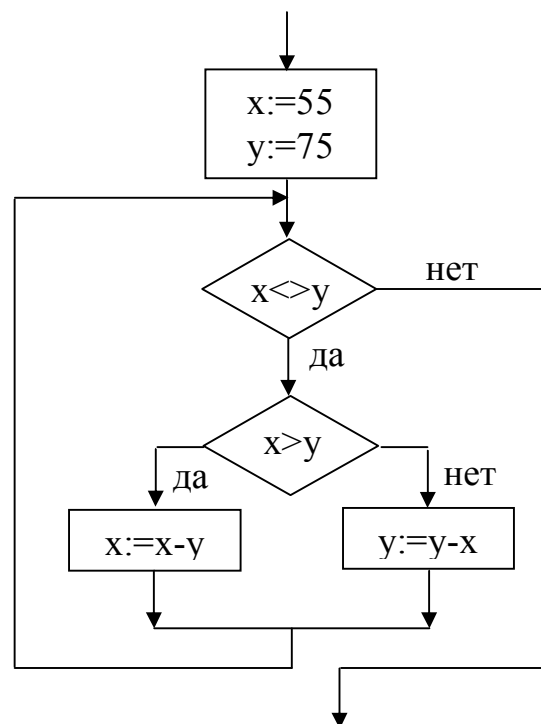 x:=55
y:=75
x<>y
нет
да
x>y
да
нет
x:=x-y
y:=y-x